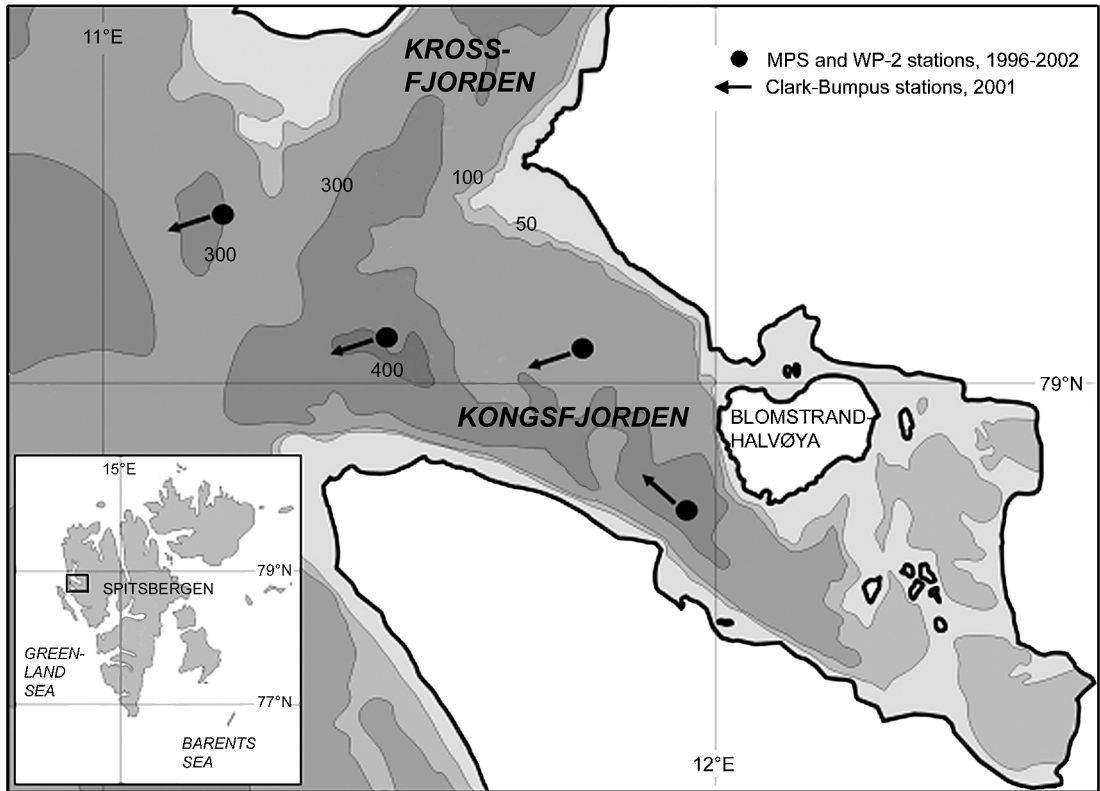 11°E
KROSS-
FJORDEN
MPS and WP-2 stations, 1996-2002
Clark-Bumpus stations, 2001
300
100
50
300
400
79°N
KONGSFJORDEN
BLOMSTRAND-
HALVØYA
15°E
79°N
SPITSBERGEN
GREEN-
LAND
SEA
77°N
BARENTS
SEA
12°E